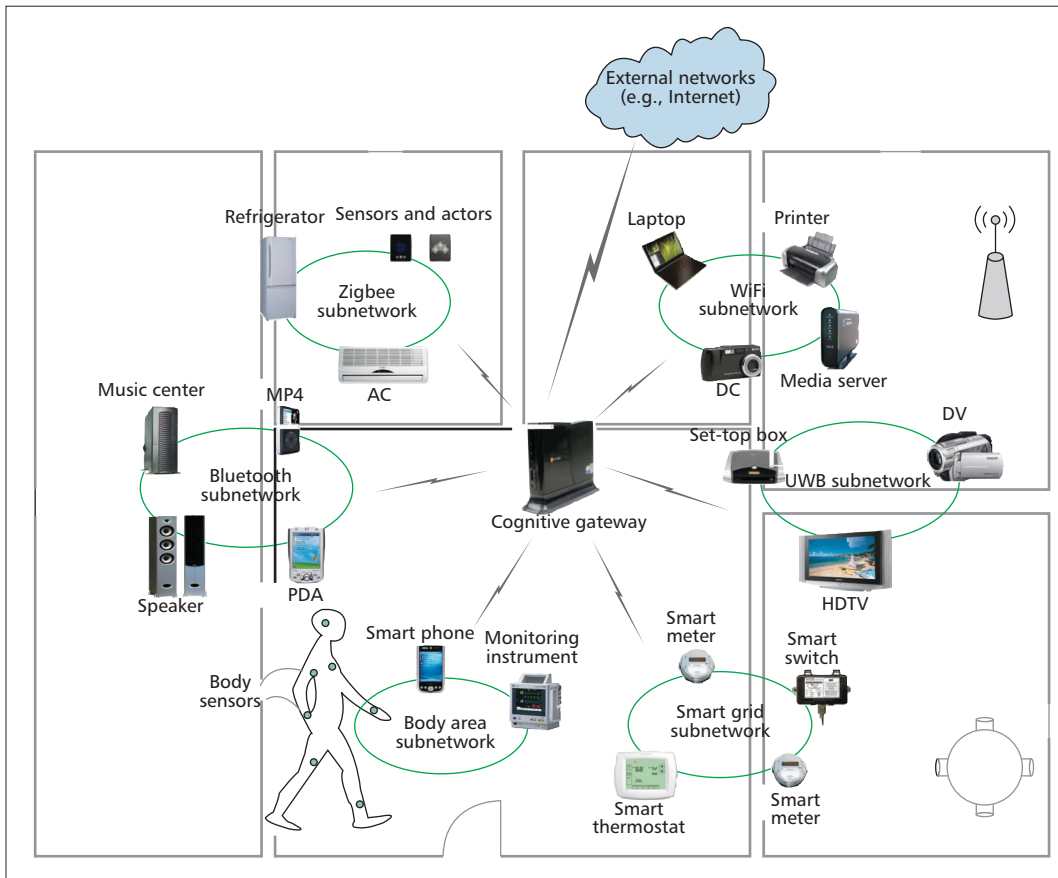 External networks
(e.g., Internet)
Refrigerator
Sensors and actors
Zigbee
subnetwork
AC
Laptop
Printer
WiFi
subnetwork
DC
Media server
Music center
MP4
Bluetooth
subnetwork
Speaker
PDA
Cognitive gateway
Set-top box
DV
UWB subnetwork
HDTV
Body
sensors
Smart phone
Monitoring
instrument
Body area
subnetwork
Smart
meter
Smart
switch
Smart grid
subnetwork
Smart
thermostat
Smart
meter